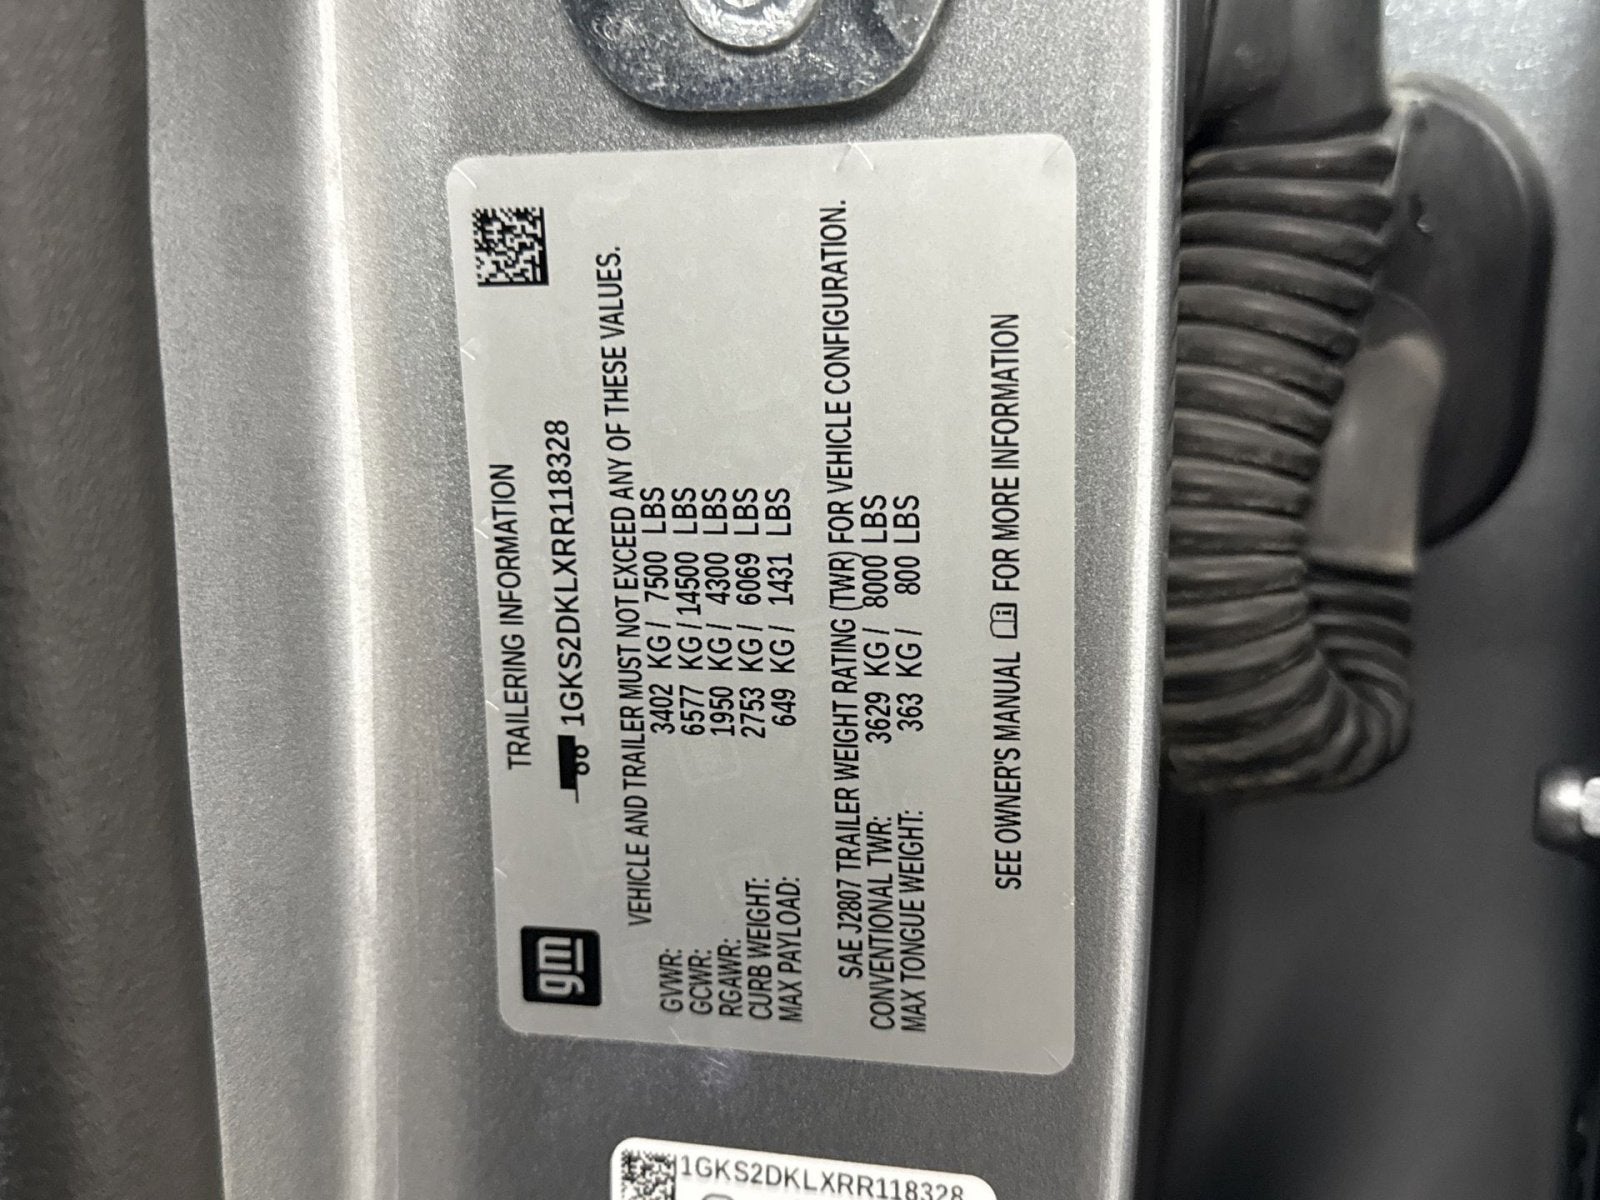 gm
TRAILERING INFORMATION
1GKS2DKLXRR118328
VEHICLE AND TRAILER MUST NOT EXCEED ANY OF THESE VALUES.
GVWR: 3402 KG / 7500 LBS
GCWR: 6577 KG / 14500 LBS
RGAWR: 1950 KG / 4300 LBS
CURB WEIGHT: 2753 KG / 6069 LBS
MAX PAYLOAD: 649 KG / 1431 LBS
SAE J2807 TRAILER WEIGHT RATING (TWR) FOR VEHICLE CONFIGURATION.
CONVENTIONAL TWR: 3629 KG / 8000 LBS
MAX TONGUE WEIGHT: 363 KG / 800 LBS
SEE OWNER'S MANUAL FOR MORE INFORMATION
1GKS2DKLXRR118328